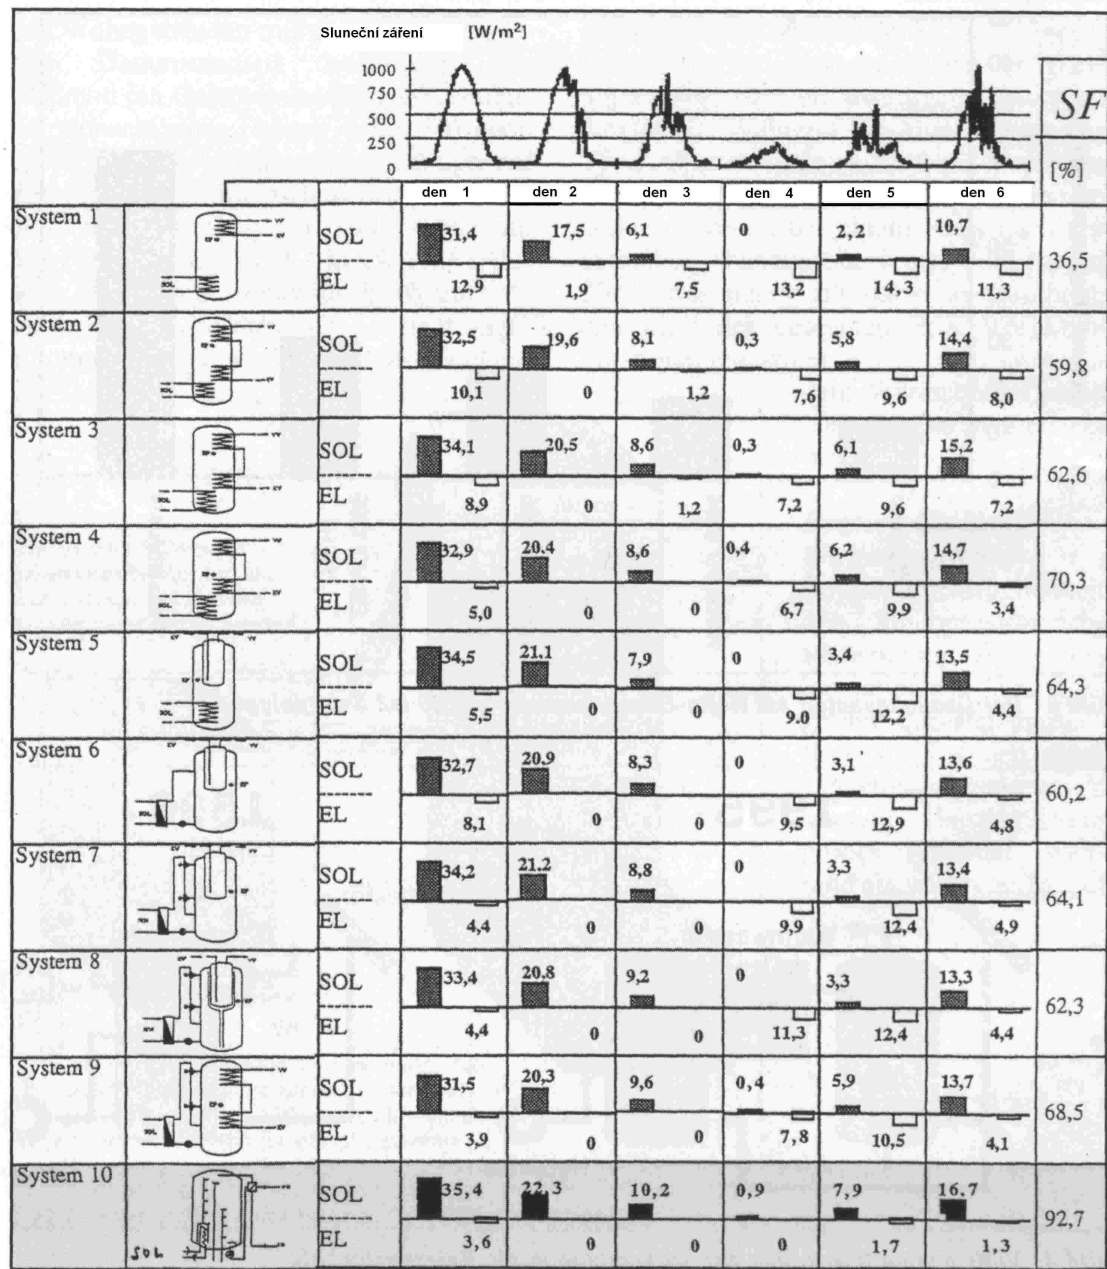 Sluneční záření [W/m²]
1000
750
500
250
0
SF
[%]
den 1 den 2 den 3 den 4 den 5 den 6
System 1
SOL 31,4 17,5 6,1 0 2,2 10,7
36,5
EL 12,9 1,9 7,5 13,2 14,3 11,3
System 2
SOL 32,5 19,6 8,1 0,3 5,8 14,4
59,8
EL 10,1 0 1,2 7,6 9,6 8,0
System 3
SOL 34,1 20,5 8,6 0,3 6,1 15,2
62,6
EL 8,9 0 1,2 7,2 9,6 7,2
System 4
SOL 32,9 20.4 8,6 0,4 6,2 14,7
70,3
EL 5,0 0 0 6,7 9,9 3,4
System 5
SOL 34,5 21.1 7,9 0 3,4 13,5
64,3
EL 5,5 0 0 9.0 12,2 4,4
System 6
SOL 32,7 20.9 8,3 0 3,1 13,6
60,2
EL 8,1 0 0 9,5 12,9 4,8
System 7
SOL 34,2 21.2 8,8 0 3,3 13,4
64,1
EL 4,4 0 0 9,9 12,4 4,9
System 8
SOL 33,4 20,8 9,2 0 3,3 13,3
62,3
EL 4,4 0 0 11,3 12,4 4,4
System 9
SOL 31,5 20,3 9,6 0,4 5,9 13,7
68,5
EL 3,9 0 0 7,8 10,5 4,1
System 10
SOL 35,4 22,3 10,2 0,9 7,9 16,7
92,7
SOL
EL 3,6 0 0 0 1,7 1,3